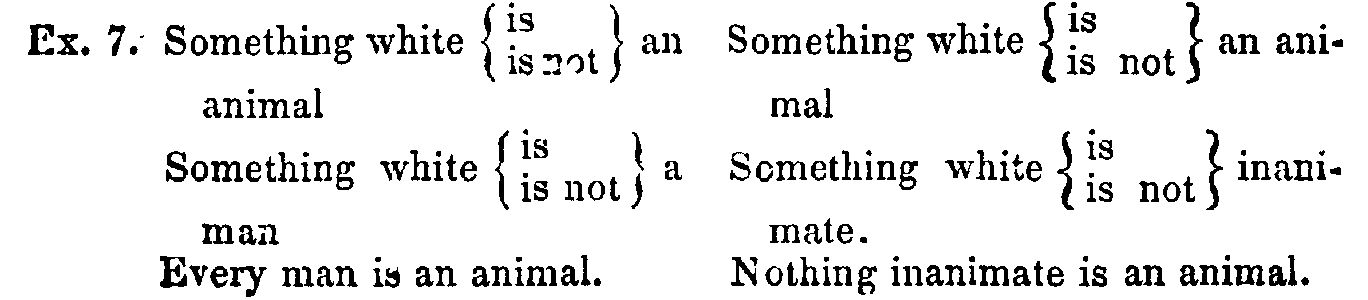 Ex. 7. Something white { is / is not } an animal
Something white { is / is not } a man
Every man is an animal.
Something white { is / is not } an ani-
mal
Something white { is / is not } inani-
mate.
Nothing inanimate is an animal.